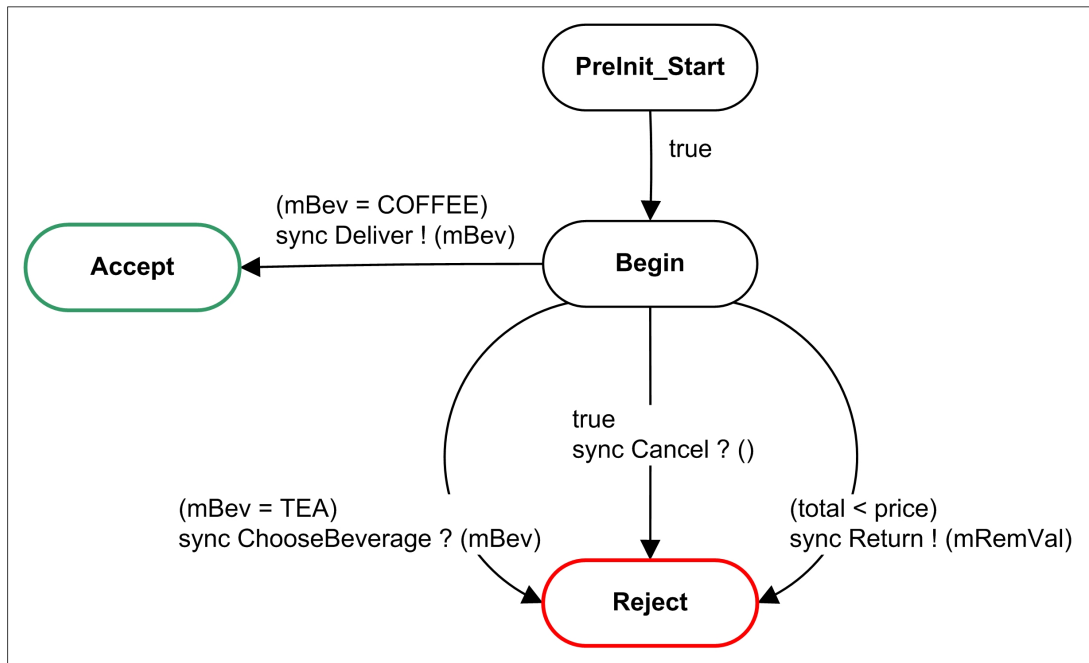 PreInit_Start
true
(mBev = COFFEE)
sync Deliver ! (mBev)
Accept
Begin
true
sync Cancel ? ()
(mBev = TEA)
sync ChooseBeverage ? (mBev)
(total < price)
sync Return ! (mRemVal)
Reject